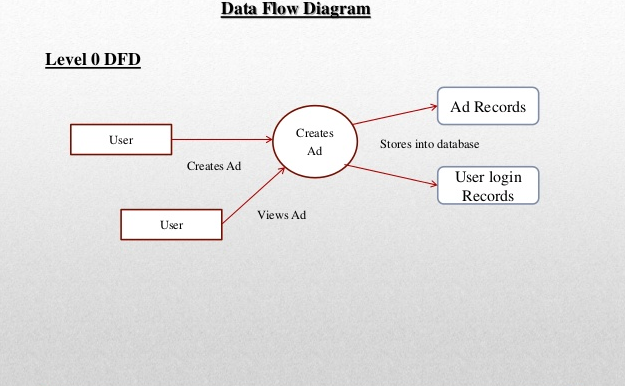 Data Flow Diagram
Level 0 DFD
User
Creates Ad
User
Views Ad
Creates
Ad
Stores into database
Ad Records
User login
Records